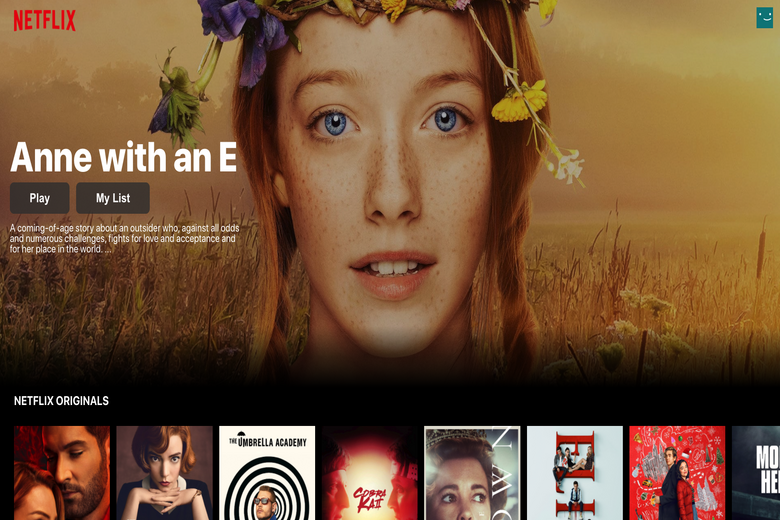 NETFLIX
Anne with an E
Play
My List
A coming-of-age story about an outsider who, against all odds
and numerous challenges, fights for love and acceptance and
for her place in the world. ...
NETFLIX ORIGINALS
THE UMBRELLA ACADEMY
COBRA
KAI